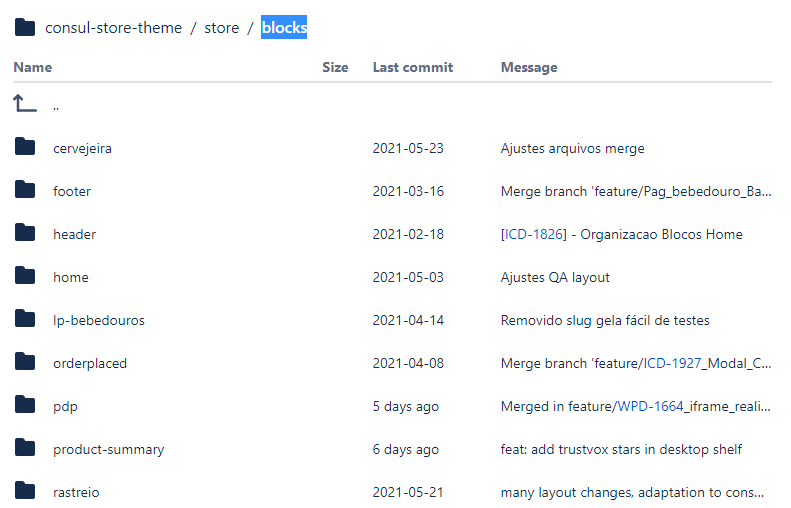 consul-store-theme / store / blocks
Name Size Last commit Message
..
cervejeira 2021-05-23 Ajustes arquivos merge
footer 2021-03-16 Merge branch 'feature/Pag_bebedouro_Ba...
header 2021-02-18 [ICD-1826] - Organizacao Blocos Home
home 2021-05-03 Ajustes QA layout
lp-bebedouros 2021-04-14 Removido slug gela fácil de testes
orderplaced 2021-04-08 Merge branch 'feature/ICD-1927_Modal_C...
pdp 5 days ago Merged in feature/WPD-1664_iframe_reali...
product-summary 6 days ago feat: add trustvox stars in desktop shelf
rastreio 2021-05-21 many layout changes, adaptation to cons...